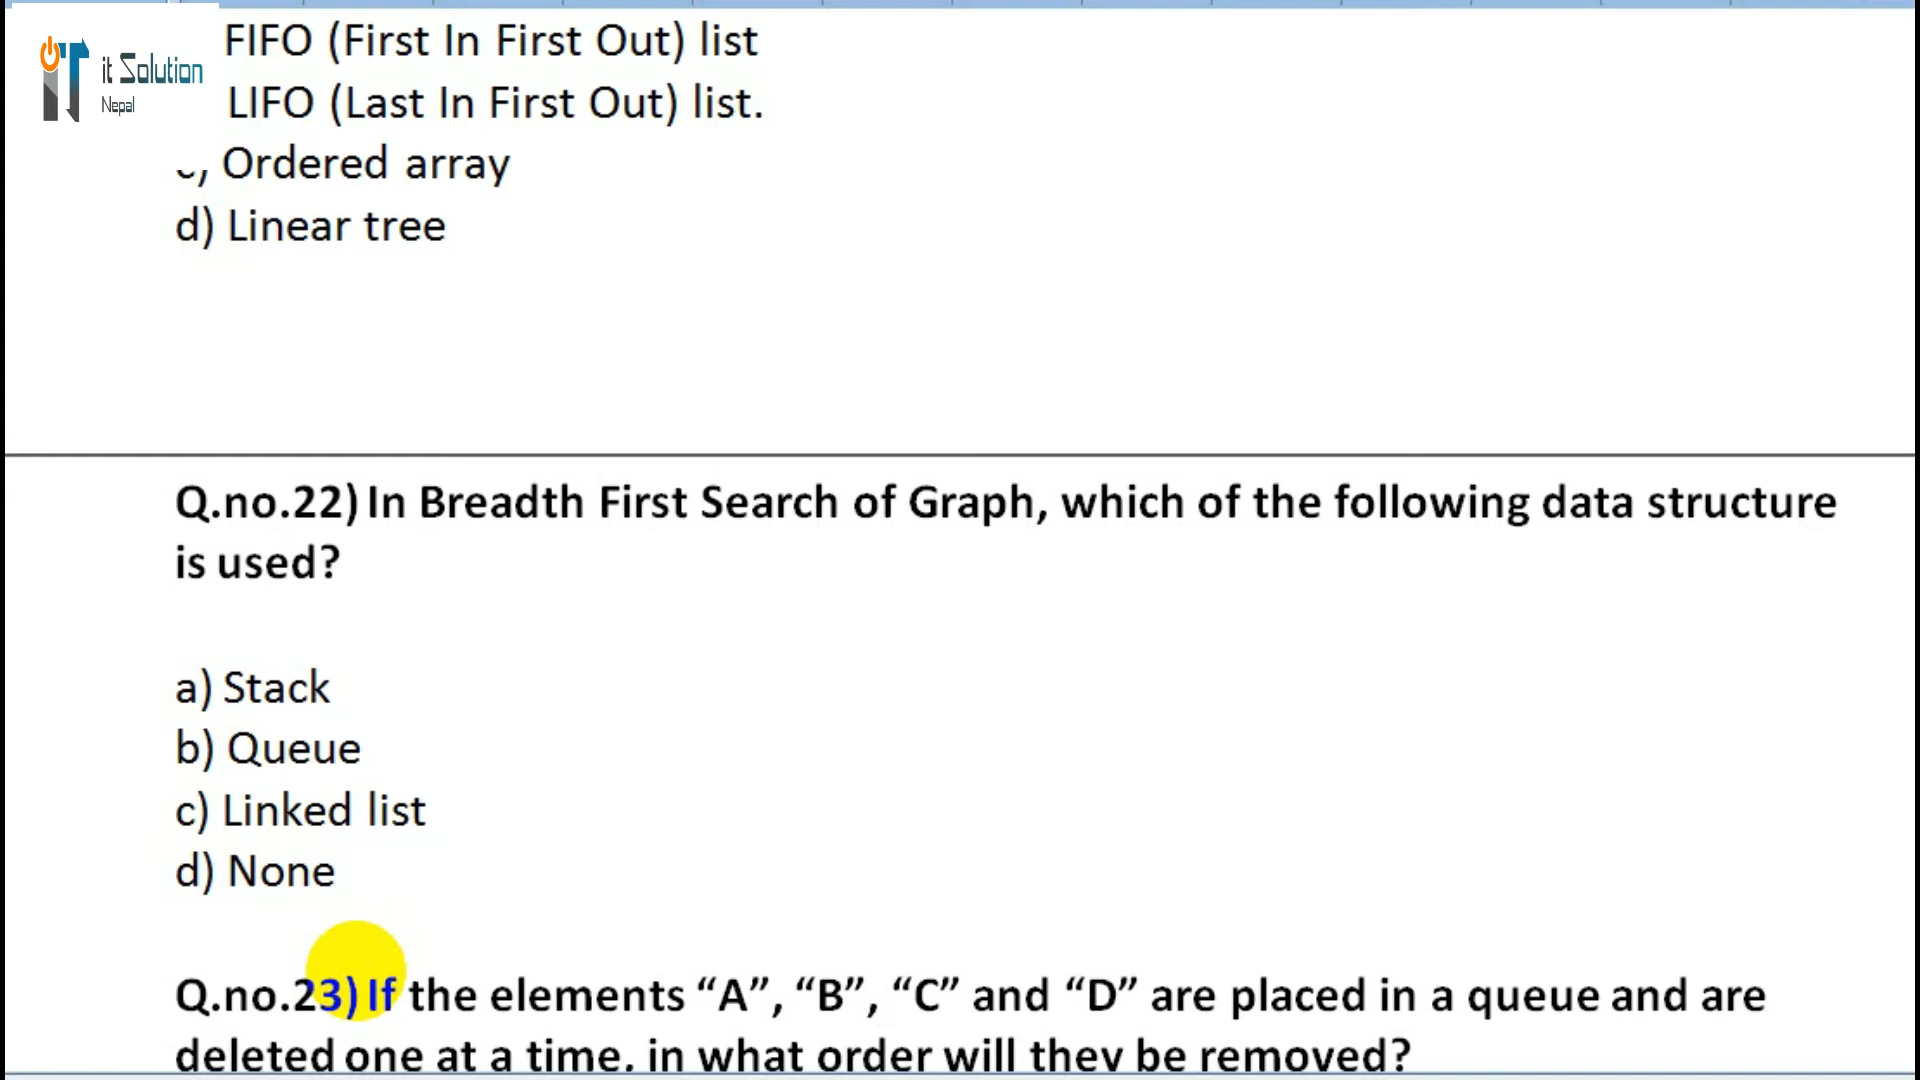 it Solution
Nepal
FIFO (First In First Out) list
LIFO (Last In First Out) list.
Ordered array
d) Linear tree
Q.no.22) In Breadth First Search of Graph, which of the following data structure
is used?
a) Stack
b) Queue
c) Linked list
d) None
Q.no.23) If the elements “A”, “B”, “C” and “D” are placed in a queue and are
deleted one at a time, in what order will they be removed?